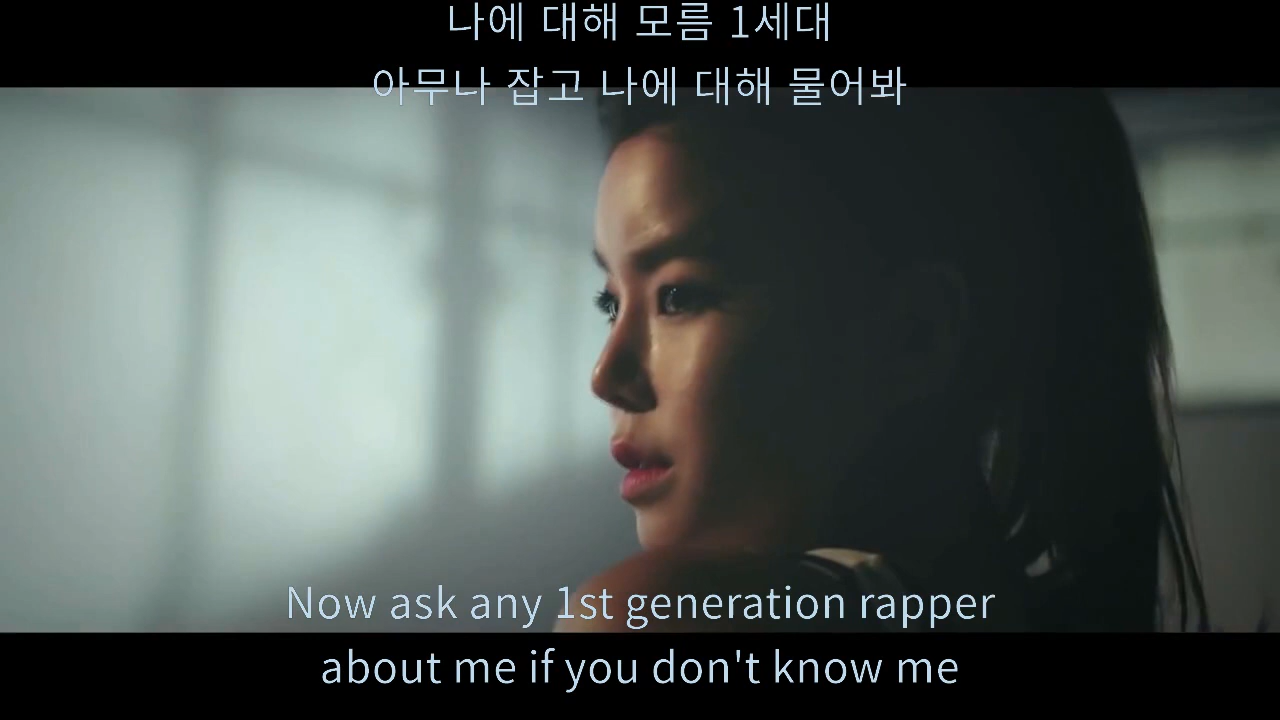 나에 대해 모름 1세대
아무나 잡고 나에 대해 물어봐
Now ask any 1st generation rapper
about me if you don't know me